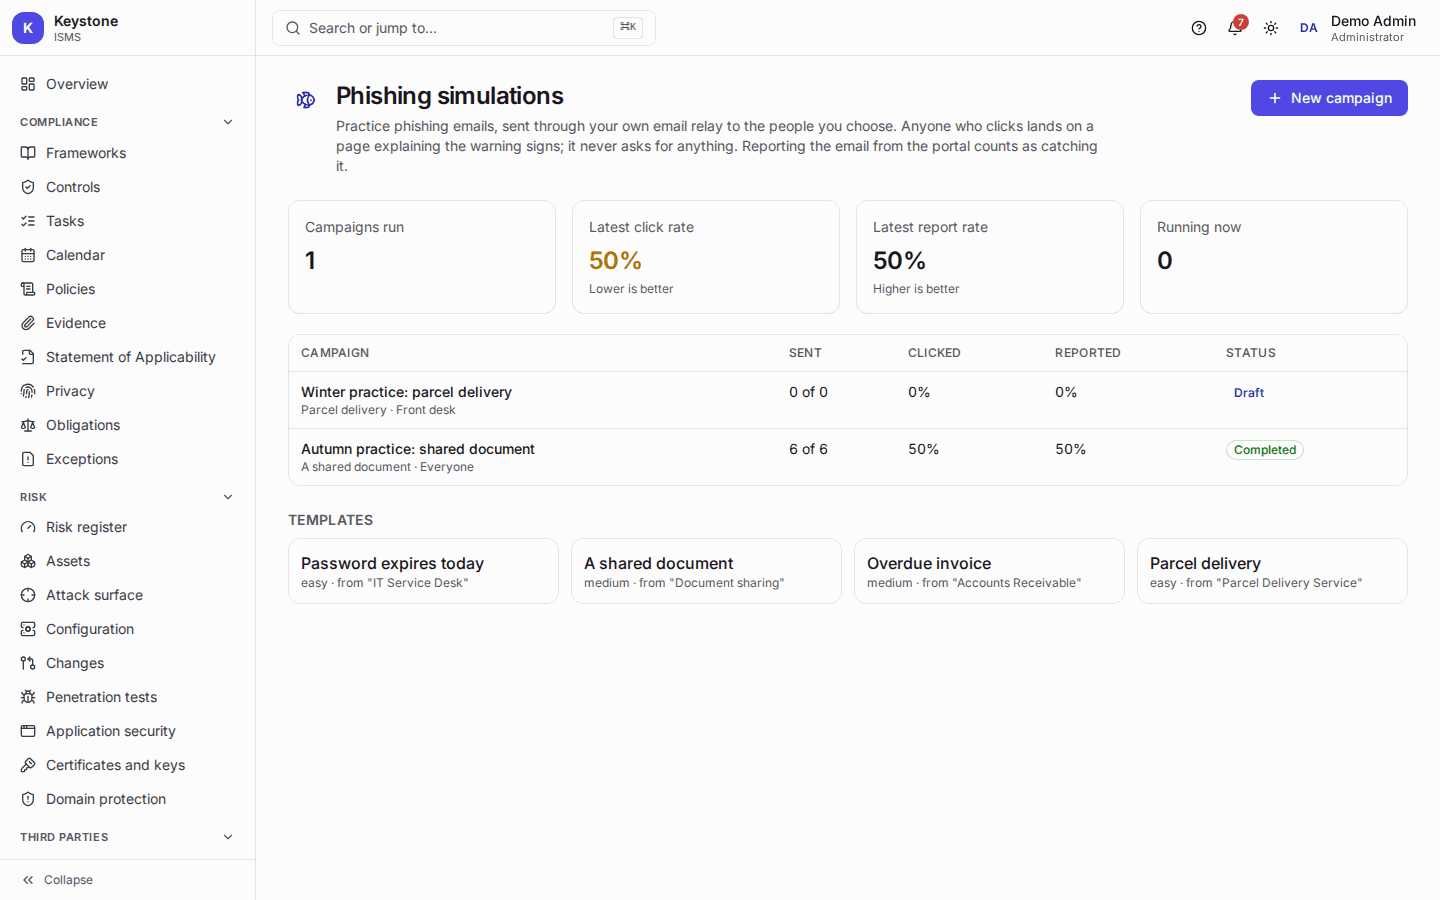 K
Keystone
ISMS
Search or jump to...
⌘K
7
DA
Demo Admin
Administrator
Overview
COMPLIANCE
Frameworks
Controls
Tasks
Calendar
Policies
Evidence
Statement of Applicability
Privacy
Obligations
Exceptions
RISK
Risk register
Assets
Attack surface
Configuration
Changes
Penetration tests
Application security
Certificates and keys
Domain protection
THIRD PARTIES
Collapse
Phishing simulations
Practice phishing emails, sent through your own email relay to the people you choose. Anyone who clicks lands on a
page explaining the warning signs; it never asks for anything. Reporting the email from the portal counts as catching
it.
New campaign
Campaigns run
1
Latest click rate
50%
Lower is better
Latest report rate
50%
Higher is better
Running now
0
CAMPAIGN SENT CLICKED REPORTED STATUS
Winter practice: parcel delivery 0 of 0 0% 0% Draft
Parcel delivery · Front desk
Autumn practice: shared document 6 of 6 50% 50% Completed
A shared document · Everyone
TEMPLATES
Password expires today
easy · from "IT Service Desk"
A shared document
medium · from "Document sharing"
Overdue invoice
medium · from "Accounts Receivable"
Parcel delivery
easy · from "Parcel Delivery Service"